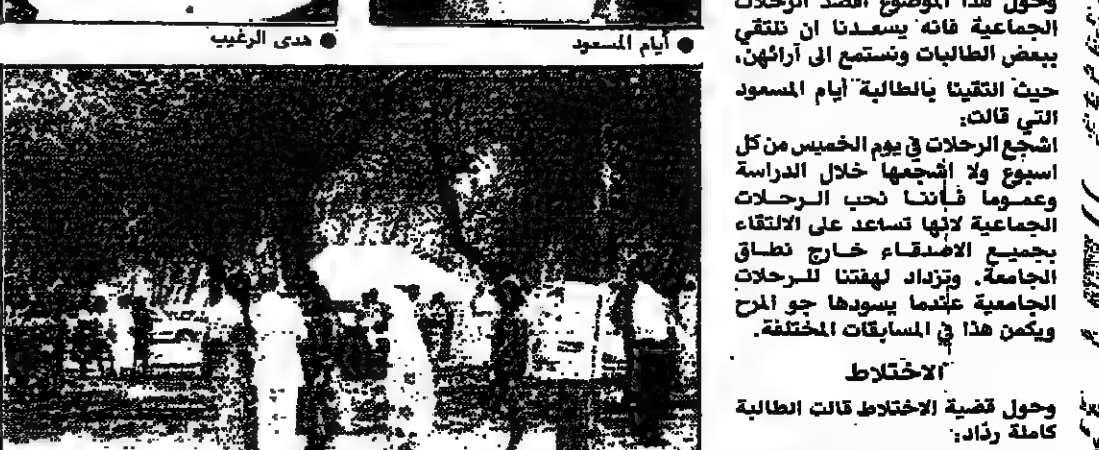 ● هدى الرغيب
● أيام المسعود
وحول هذا الموضوع اقصد الرحلات
الجماعية فانه يسعدنا ان نلتقي
ببعض الطالبات ونستمع الى آرائهن،
حيث التقينا بالطالبة أيام المسعود
التي قالت:
اشجع الرحلات في يوم الخميس من كل
اسبوع ولا اشجعها خلال الدراسة
وعموما فأننا نحب الرحلات
الجماعية لانها تساعد على الالتقاء
بجميع الاصدقاء خارج نطاق
الجامعة. وتزداد لهفتنا للرحلات
الجامعية عندما يسودها جو المرح
ويكمن هذا في المسابقات المختلفة.
الاختلاط
وحول قضية الاختلاط قالت الطالبة
كاملة رذاد: